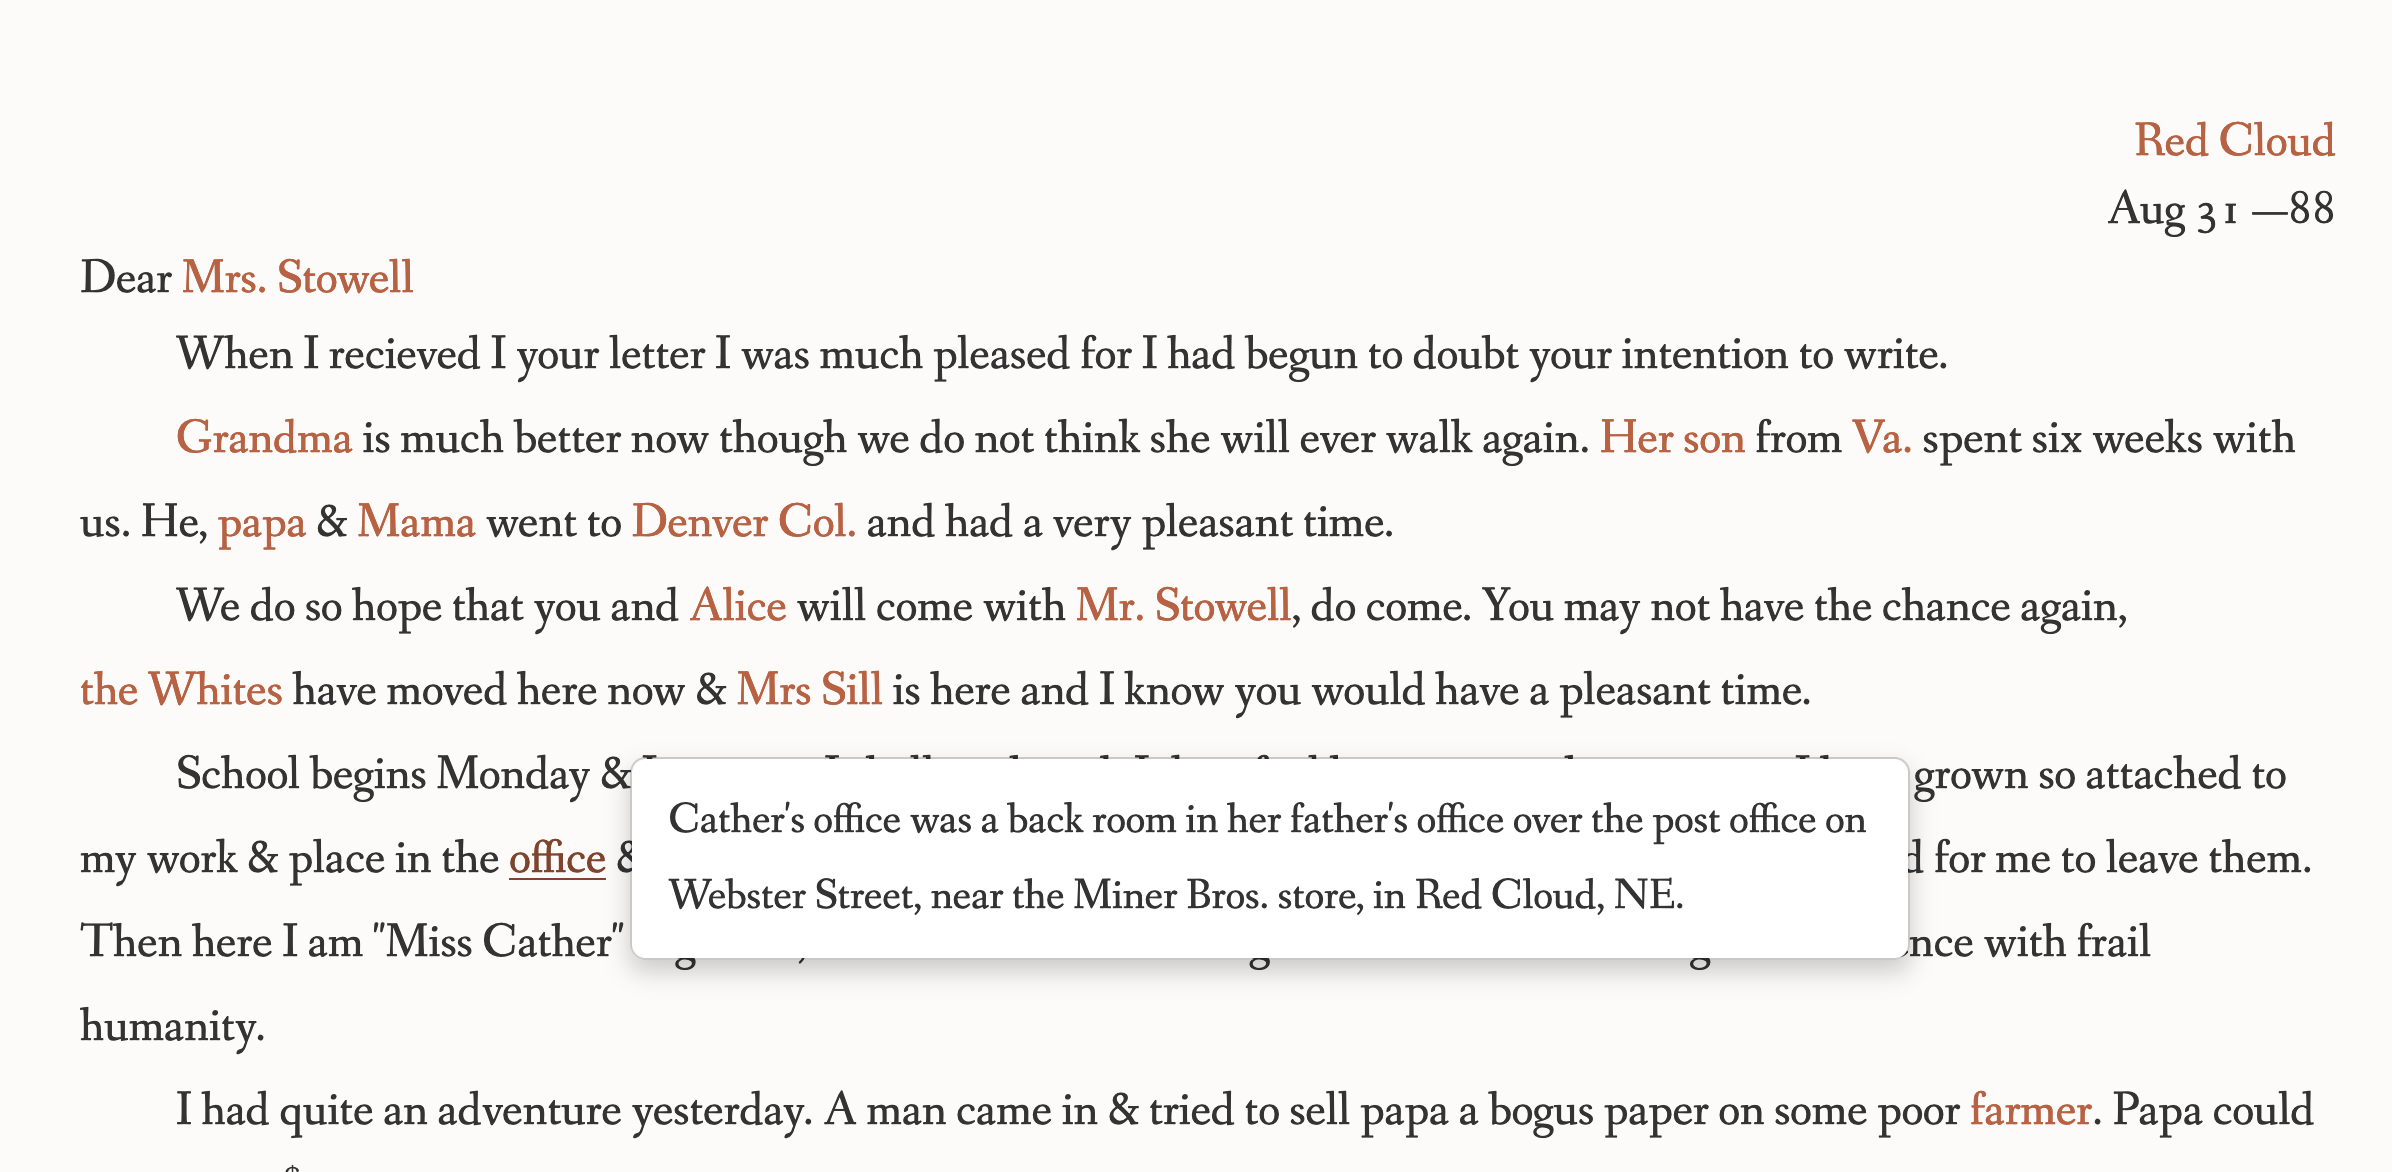 Red Cloud
Aug 31 —88
Dear Mrs. Stowell
When I recieved I your letter I was much pleased for I had begun to doubt your intention to write.
Grandma is much better now though we do not think she will ever walk again. Her son from Va. spent six weeks with
us. He, papa & Mama went to Denver Col. and had a very pleasant time.
We do so hope that you and Alice will come with Mr. Stowell, do come. You may not have the chance again,
the Whites have moved here now & Mrs Sill is here and I know you would have a pleasant time.
School begins Monday & grown so attached to
my work & place in the office & for me to leave them.
Then here I am "Miss Cather" with frail
humanity.
Cather's office was a back room in her father's office over the post office on
Webster Street, near the Miner Bros. store, in Red Cloud, NE.
I had quite an adventure yesterday. A man came in & tried to sell papa a bogus paper on some poor farmer. Papa could